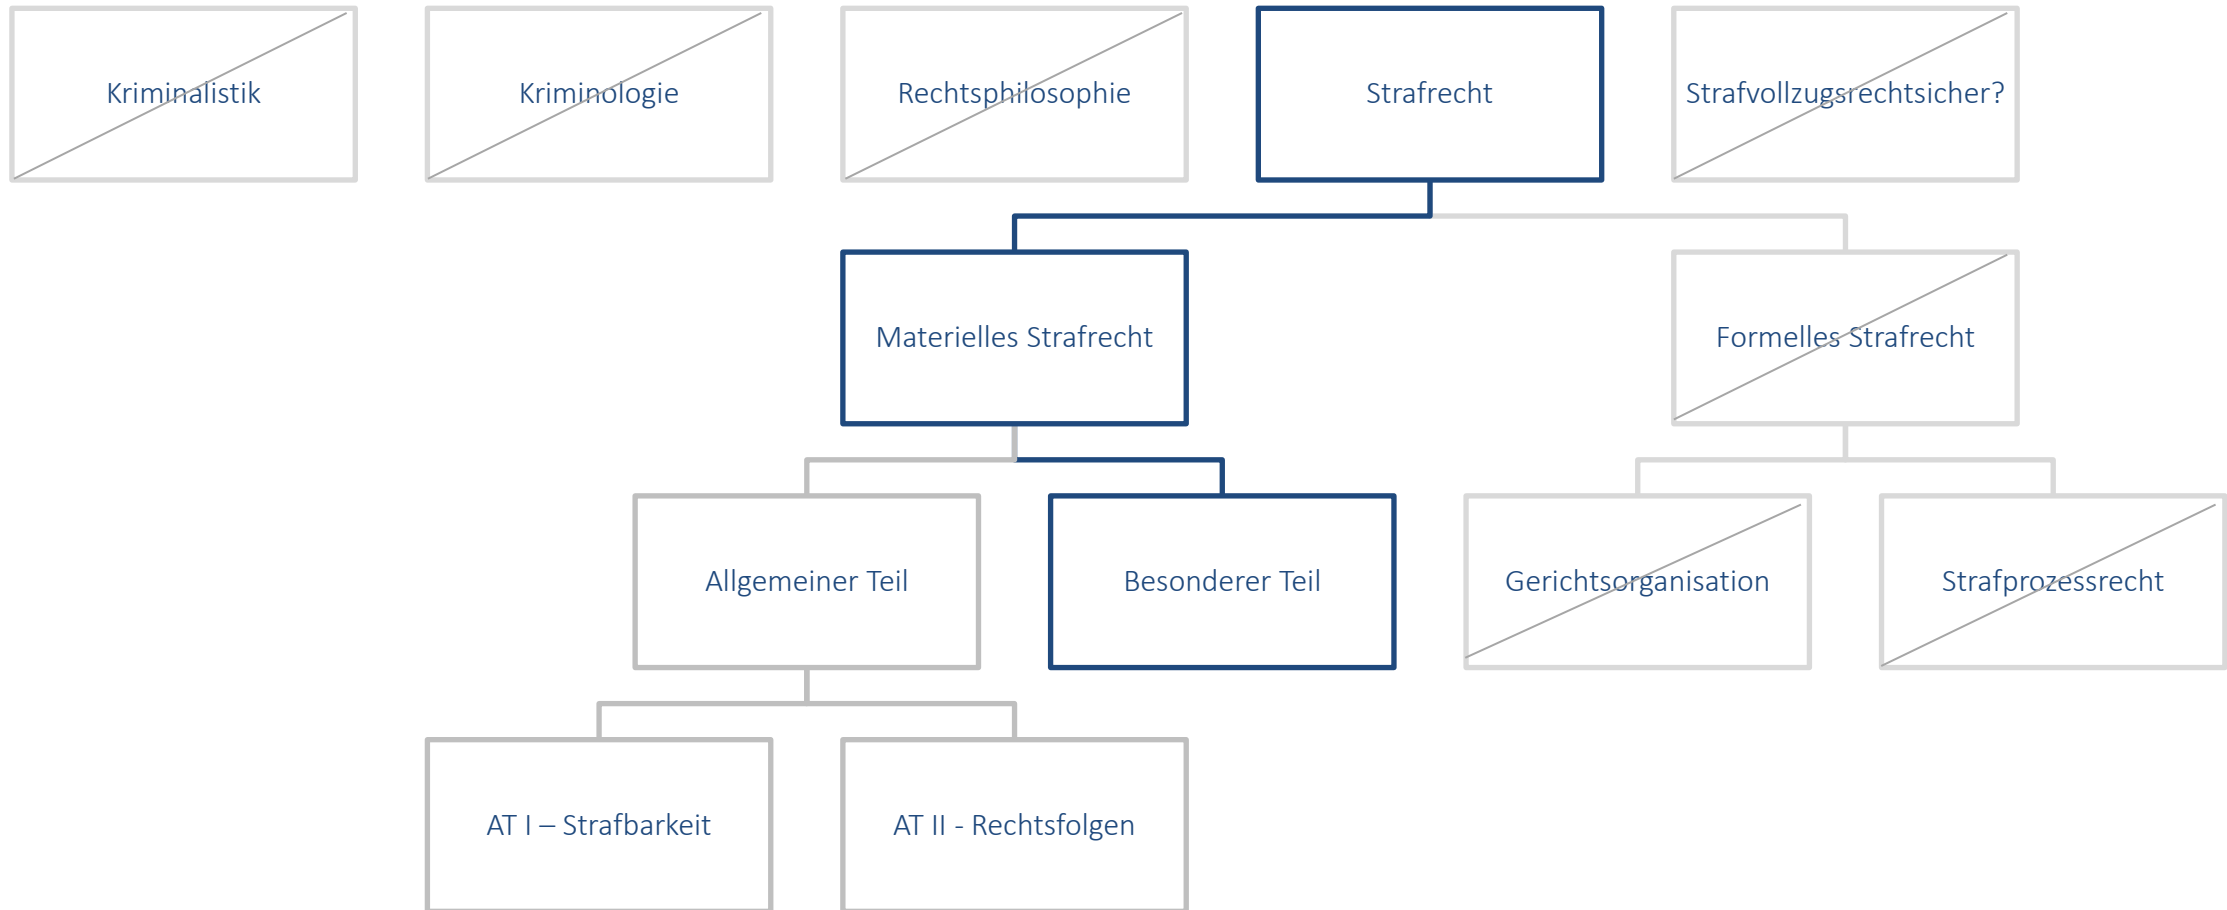 Kriminalistik
Kriminologie
Rechtsphilosophie
Strafrecht
Strafvollzugsrechtsicher?
Materielles Strafrecht
Formelles Strafrecht
Allgemeiner Teil
Besonderer Teil
Gerichtsorganisation
Strafprozessrecht
AT I – Strafbarkeit
AT II - Rechtsfolgen